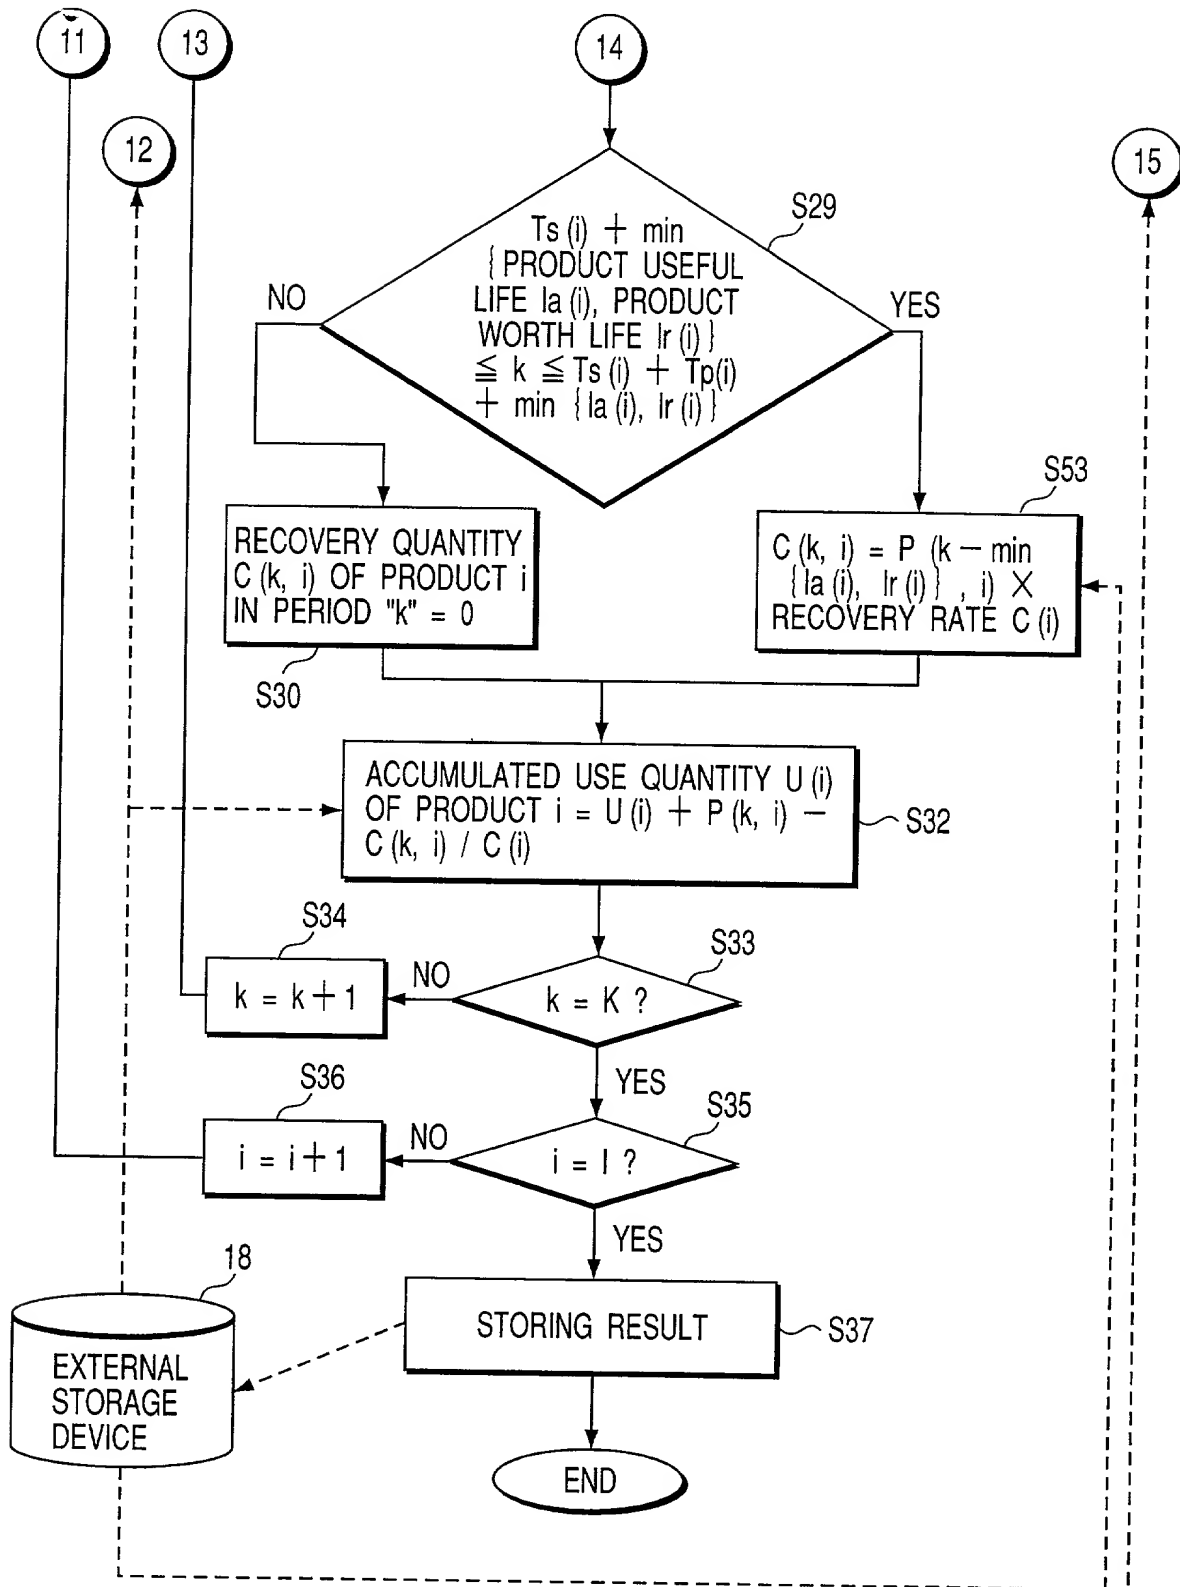 11
13
14
12
15
S29
Ts (i) + min
{ PRODUCT USEFUL
LIFE la (i), PRODUCT
WORTH LIFE lr (i) }
≦ k ≦ Ts (i) + Tp(i)
+ min { la (i), lr (i) }
NO
YES
S53
RECOVERY QUANTITY
C (k, i) OF PRODUCT i
IN PERIOD "k" = 0
C (k, i) = P (k − min
{ la (i), lr (i) } , i) ×
RECOVERY RATE C (i)
S30
ACCUMULATED USE QUANTITY U (i)
OF PRODUCT i = U (i) + P (k, i) −
C (k, i) / C (i)
S32
S34
S33
k = k + 1
NO
k = K ?
YES
S36
S35
i = i + 1
NO
i = I ?
YES
18
STORING RESULT
S37
EXTERNAL
STORAGE
DEVICE
END